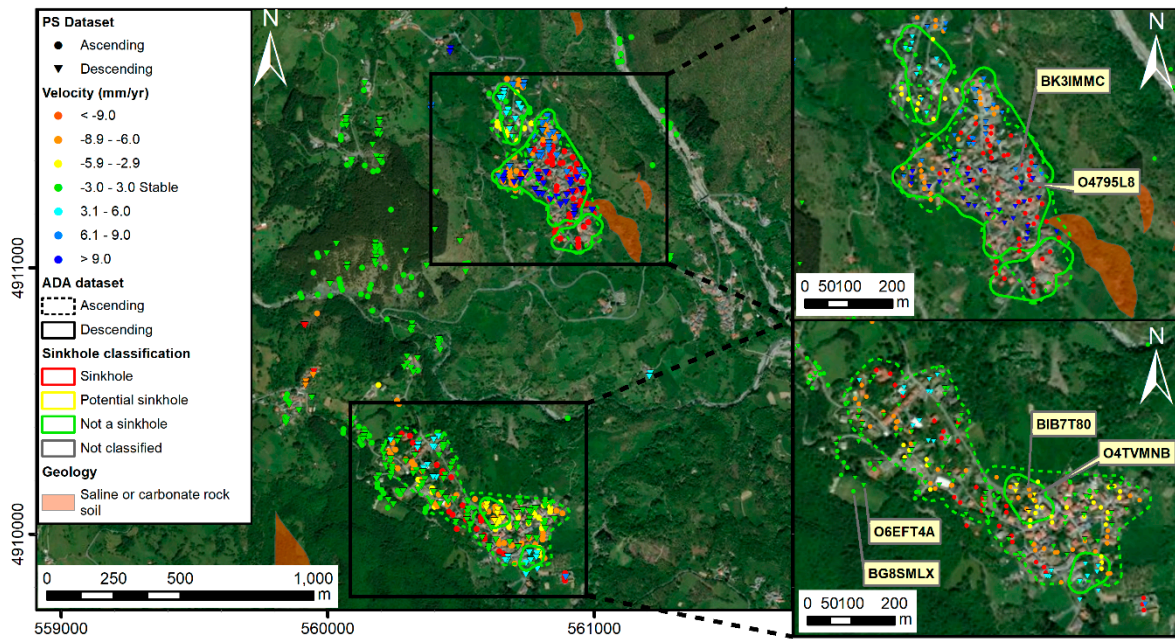 PS Dataset
Ascending
Descending
Velocity (mm/yr)
< -9.0
-8.9 - -6.0
-5.9 - -2.9
-3.0 - 3.0 Stable
3.1 - 6.0
6.1 - 9.0
> 9.0
ADA dataset
Ascending
Descending
Sinkhole classification
Sinkhole
Potential sinkhole
Not a sinkhole
Not classified
Geology
Saline or carbonate rock
soil
0 250 500 1,000
m
N
4911000
4910000
559000 560000 561000
N
BK3IMMC
O4795L8
0 50100 200
m
N
BIB7T80
O4TVMNB
O6EFT4A
BG8SMLX
0 50100 200
m